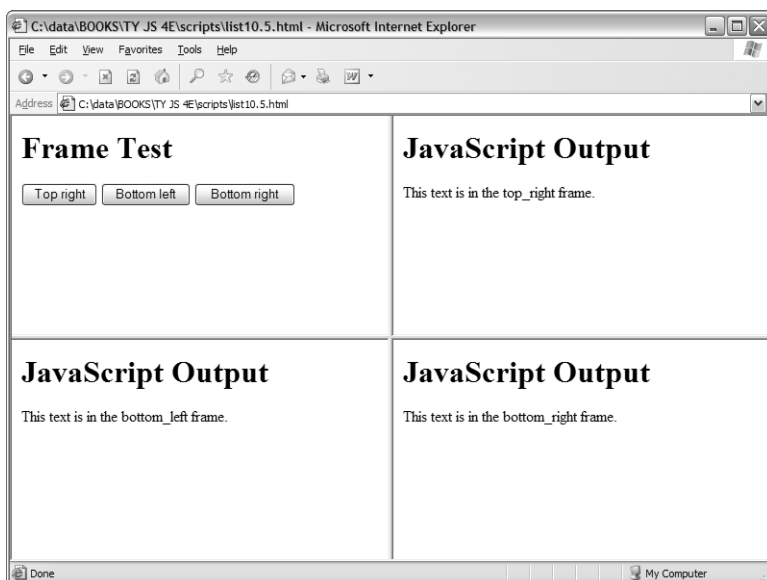 C:\data\BOOKS\TY JS 4E\scripts\list10.5.html - Microsoft Internet Explorer
File Edit View Favorites Tools Help
Address C:\data\BOOKS\TY JS 4E\scripts\list10.5.html
Frame Test
Top right Bottom left Bottom right
JavaScript Output
This text is in the top_right frame.
JavaScript Output
This text is in the bottom_left frame.
JavaScript Output
This text is in the bottom_right frame.
Done My Computer